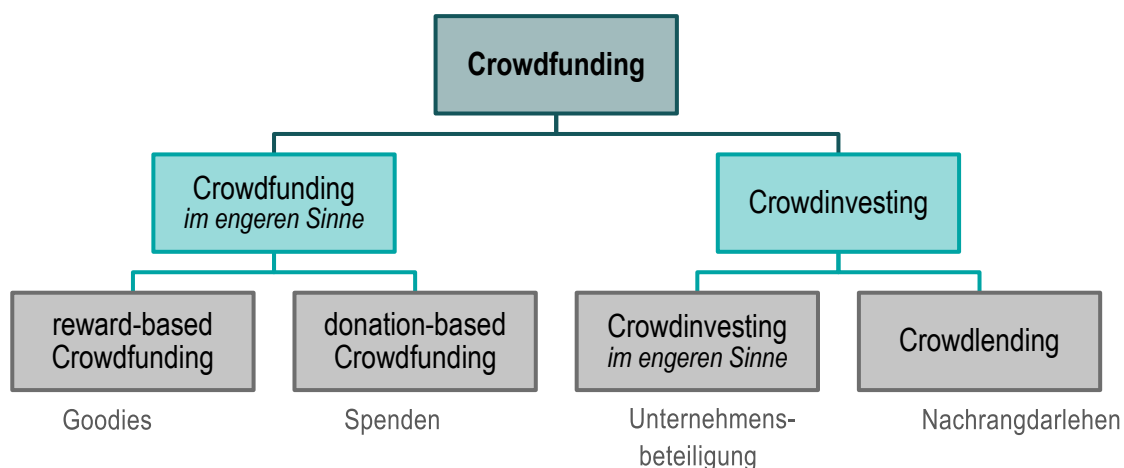 Crowdfunding
Crowdfunding
im engeren Sinne
Crowdinvesting
reward-based
Crowdfunding
donation-based
Crowdfunding
Crowdinvesting
im engeren Sinne
Crowdlending
Goodies
Spenden
Unternehmens-
beteiligung
Nachrangdarlehen